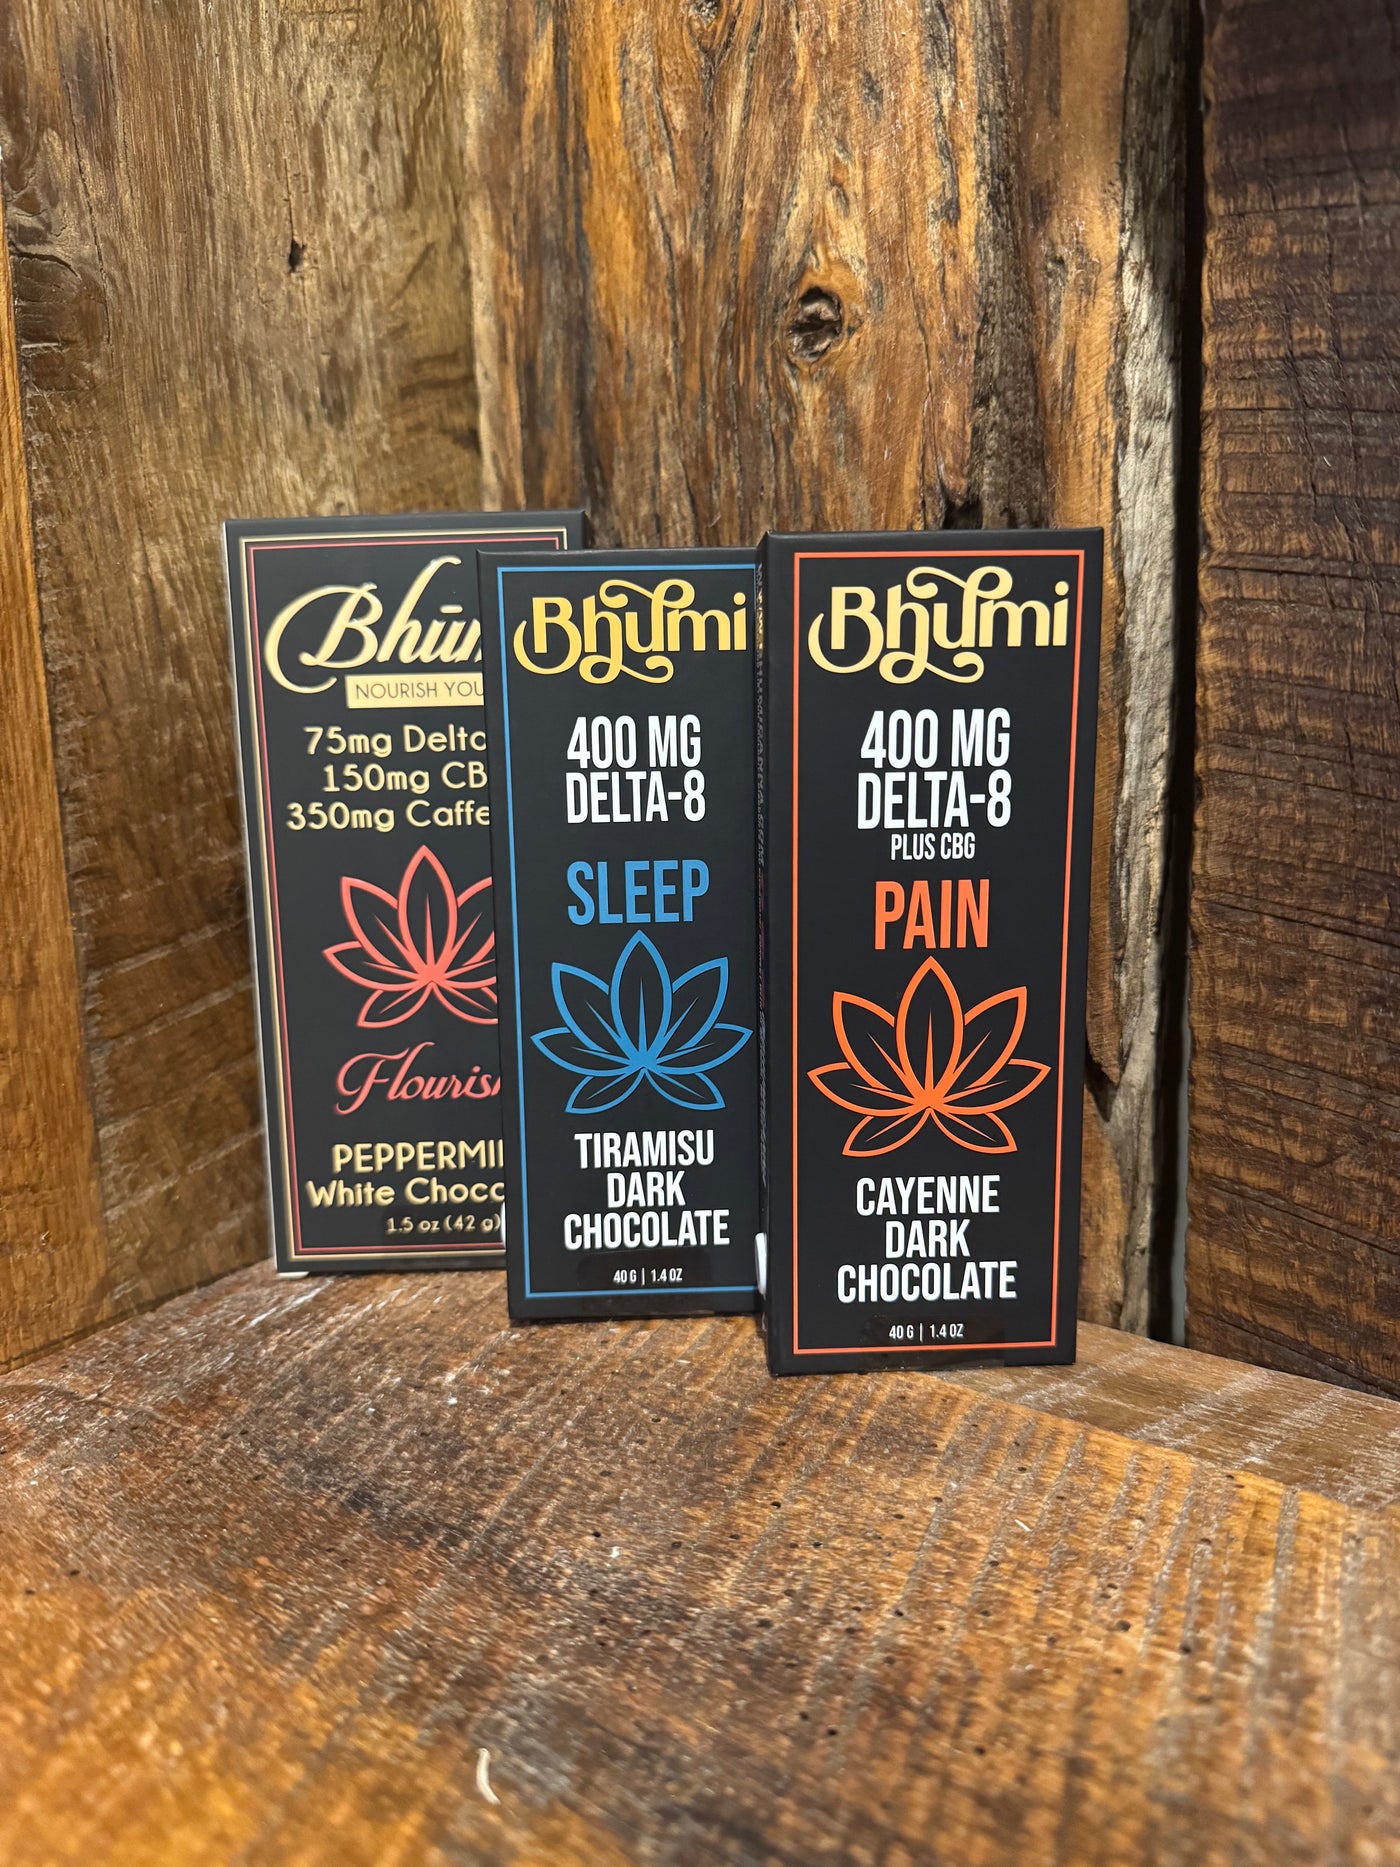 Bhūm
NOURISH YOU
75mg Delta
150mg CB
350mg Caffe
Flouris
PEPPERMI
White Choco
1.5 oz (42 g)
Bhumi
400 MG
DELTA-8
SLEEP
TIRAMISU
DARK
CHOCOLATE
40 G | 1.4 OZ
Bhumi
400 MG
DELTA-8
PLUS CBG
PAIN
CAYENNE
DARK
CHOCOLATE
40 G | 1.4 OZ